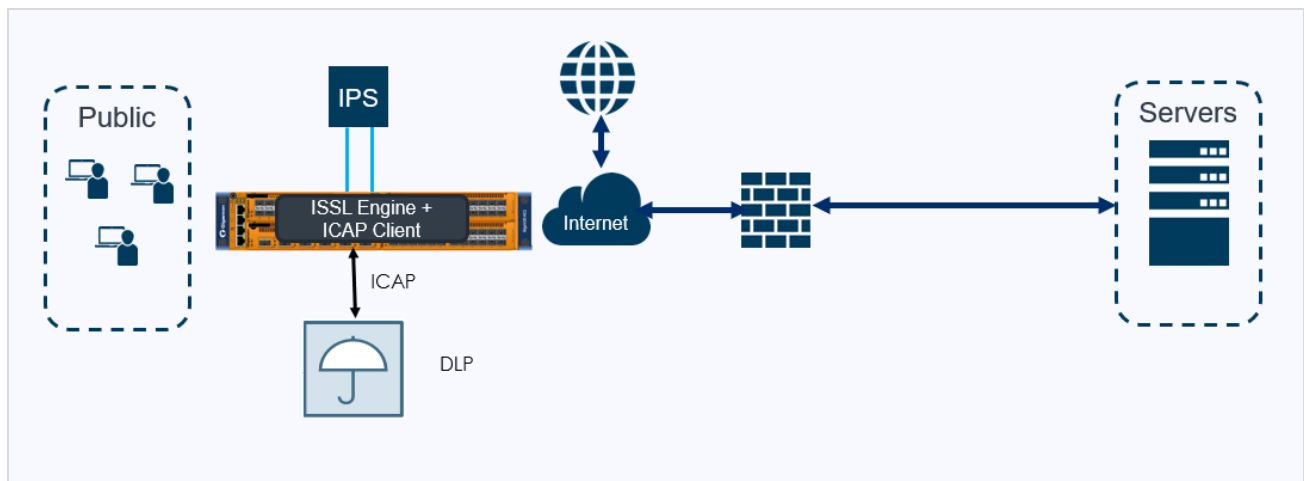 Public
IPS
ISSL Engine +
ICAP Client
ICAP
DLP
Internet
Servers